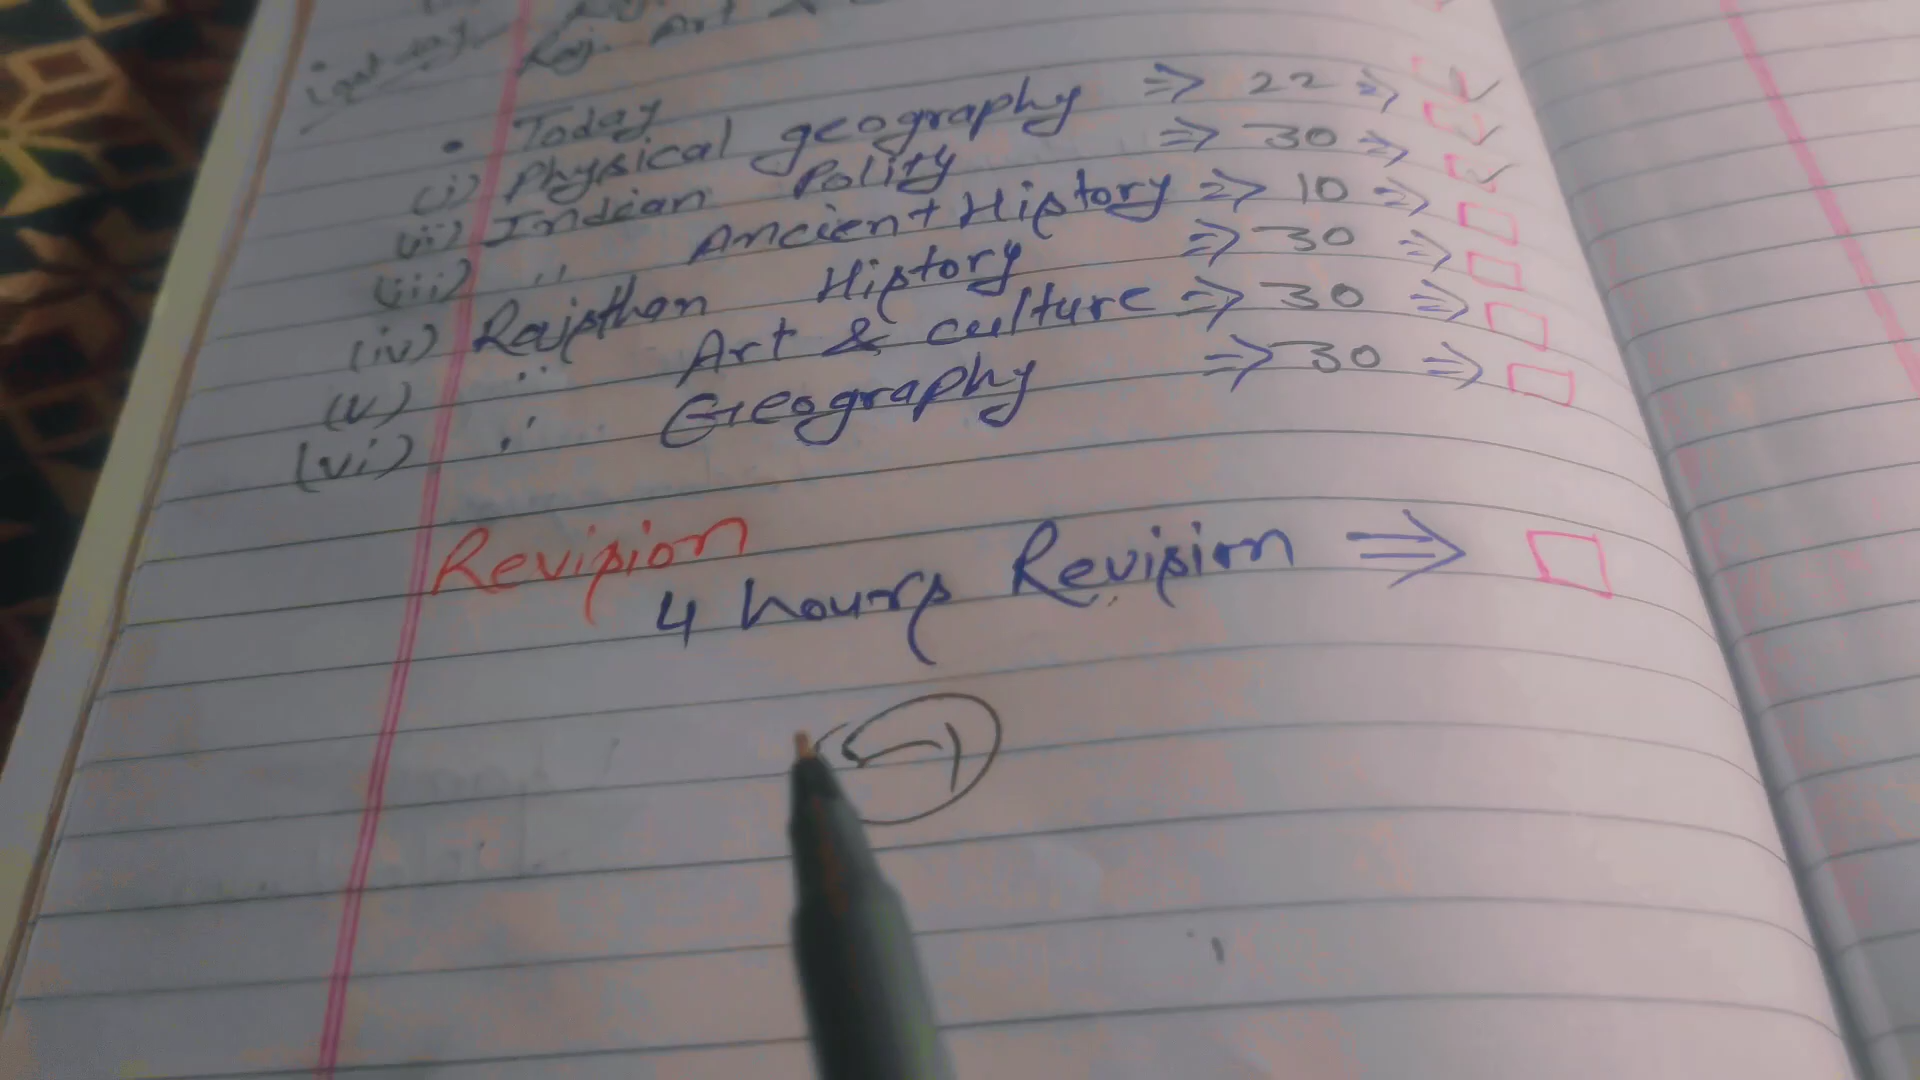 Raj. Art
• Today
(i) Physical geography ⇒ 22 ⇒
(ii) Indian Polity ⇒ 30 ⇒
(iii) " Ancient History ⇒ 10 ⇒
(iv) Rajsthan History ⇒ 30 ⇒
(v) " Art & culture ⇒ 30 ⇒
(vi) " Geography ⇒ 30 ⇒
Revision
4 hours Revision ⇒